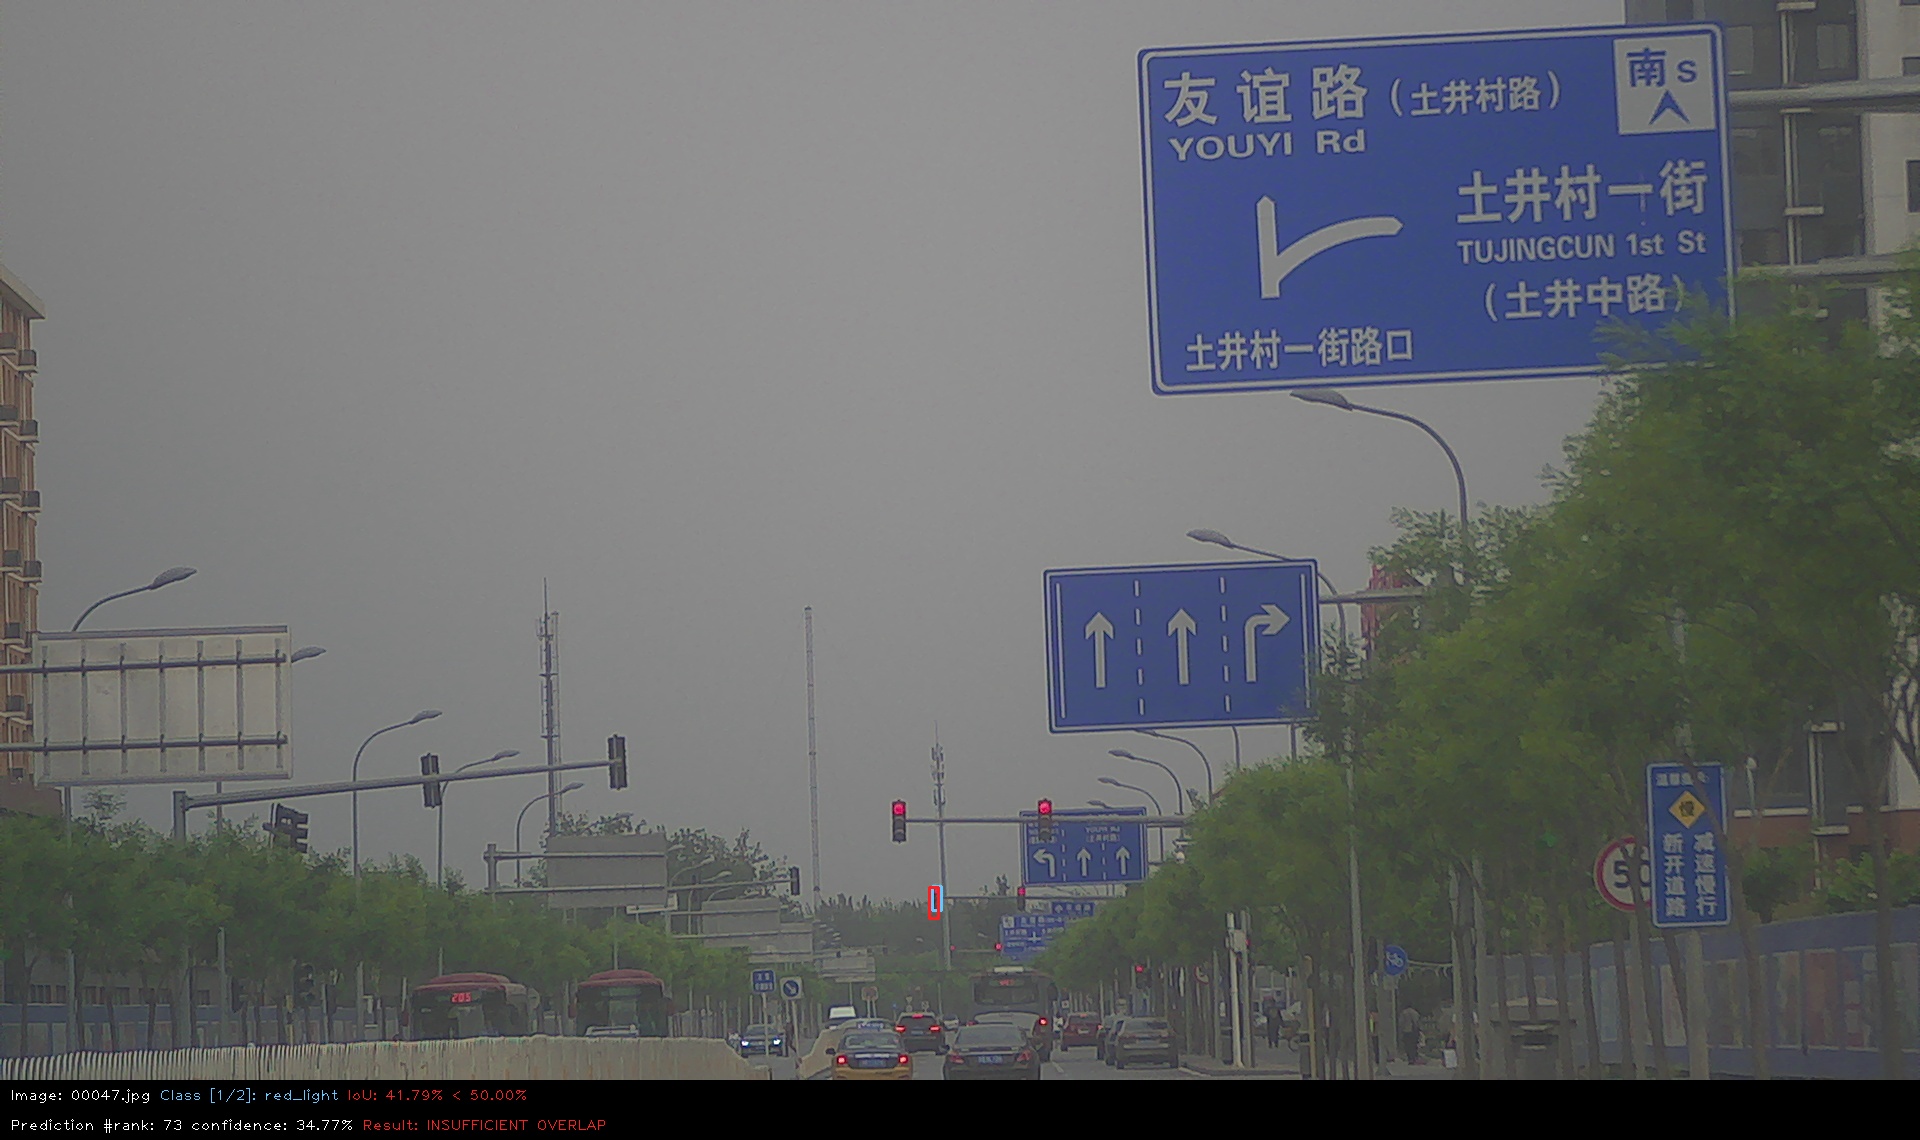 友谊路（土井村路）
YOUYI Rd
南 S
土井村一街
TUJINGCUN 1st St
（土井中路）
土井村一街路口
慢
减速慢行
新开道路
205
Image: 00047.jpg Class [1/2]: red_light IoU: 41.79% < 50.00%
Prediction #rank: 73 confidence: 34.77% Result: INSUFFICIENT OVERLAP